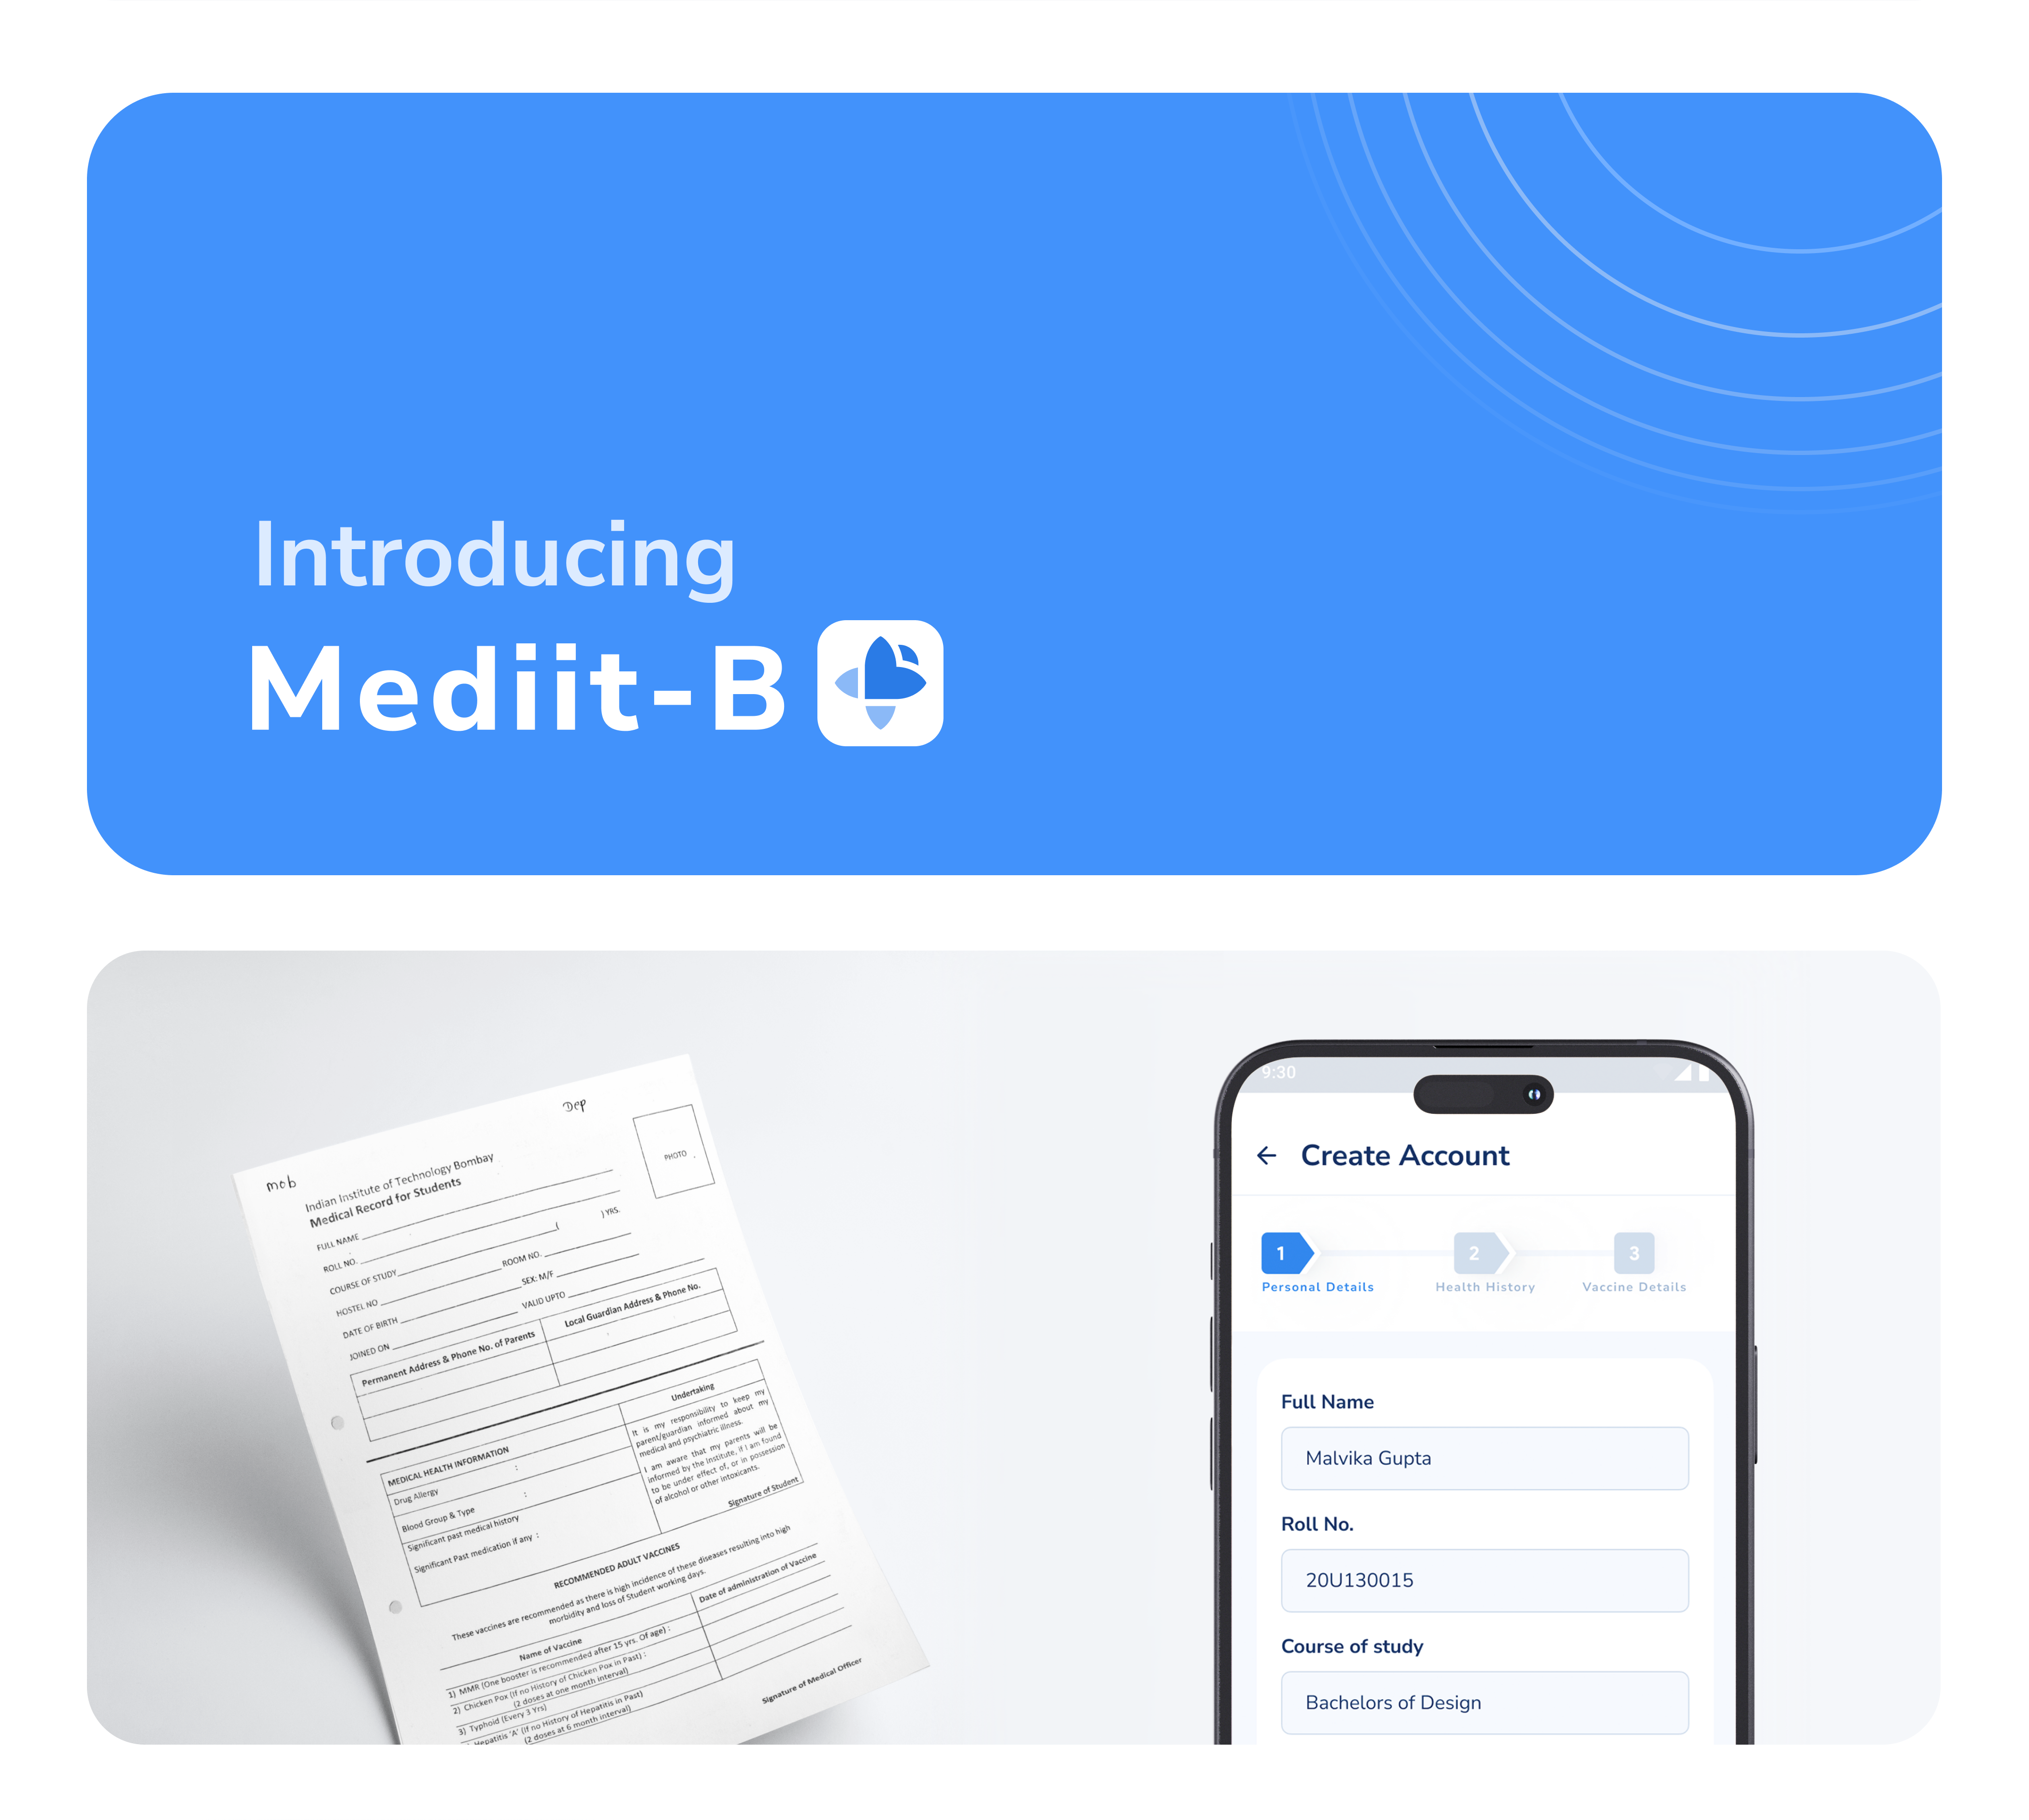 Introducing
Mediit-B
mob
Dep
PHOTO
Indian Institute of Technology Bombay
Medical Record for Students
FULL NAME
ROLL NO. ( ) YRS.
COURSE OF STUDY
HOSTEL NO ROOM NO.
DATE OF BIRTH SEX: M/F
JOINED ON VALID UPTO
Permanent Address & Phone No. of Parents Local Guardian Address & Phone No.
MEDICAL HEALTH INFORMATION
Drug Allergy :
Blood Group & Type :
Significant past medical history
Significant Past medication if any :
Undertaking
It is my responsibility to keep my
parent/guardian informed about my
medical and psychiatric illness.
I am aware that my parents will be
informed by the Institute, if I am found
to be under effect of, or in possession
of alcohol or other intoxicants.
Signature of Student
RECOMMENDED ADULT VACCINES
These vaccines are recommended as there is high incidence of these diseases resulting into high
morbidity and loss of Student working days.
Name of Vaccine Date of administration of Vaccine
1) MMR (One booster is recommended after 15 yrs. Of age) :
2) Chicken Pox (If no History of Chicken Pox in Past) :
(2 doses at one month interval)
3) Typhoid (Every 3 Yrs)
Hepatitis 'A' (If no History of Hepatitis in Past)
(2 doses at 6 month interval)
Signature of Medical Officer
9:30
Create Account
1
2
3
Personal Details
Health History
Vaccine Details
Full Name
Malvika Gupta
Roll No.
20U130015
Course of study
Bachelors of Design